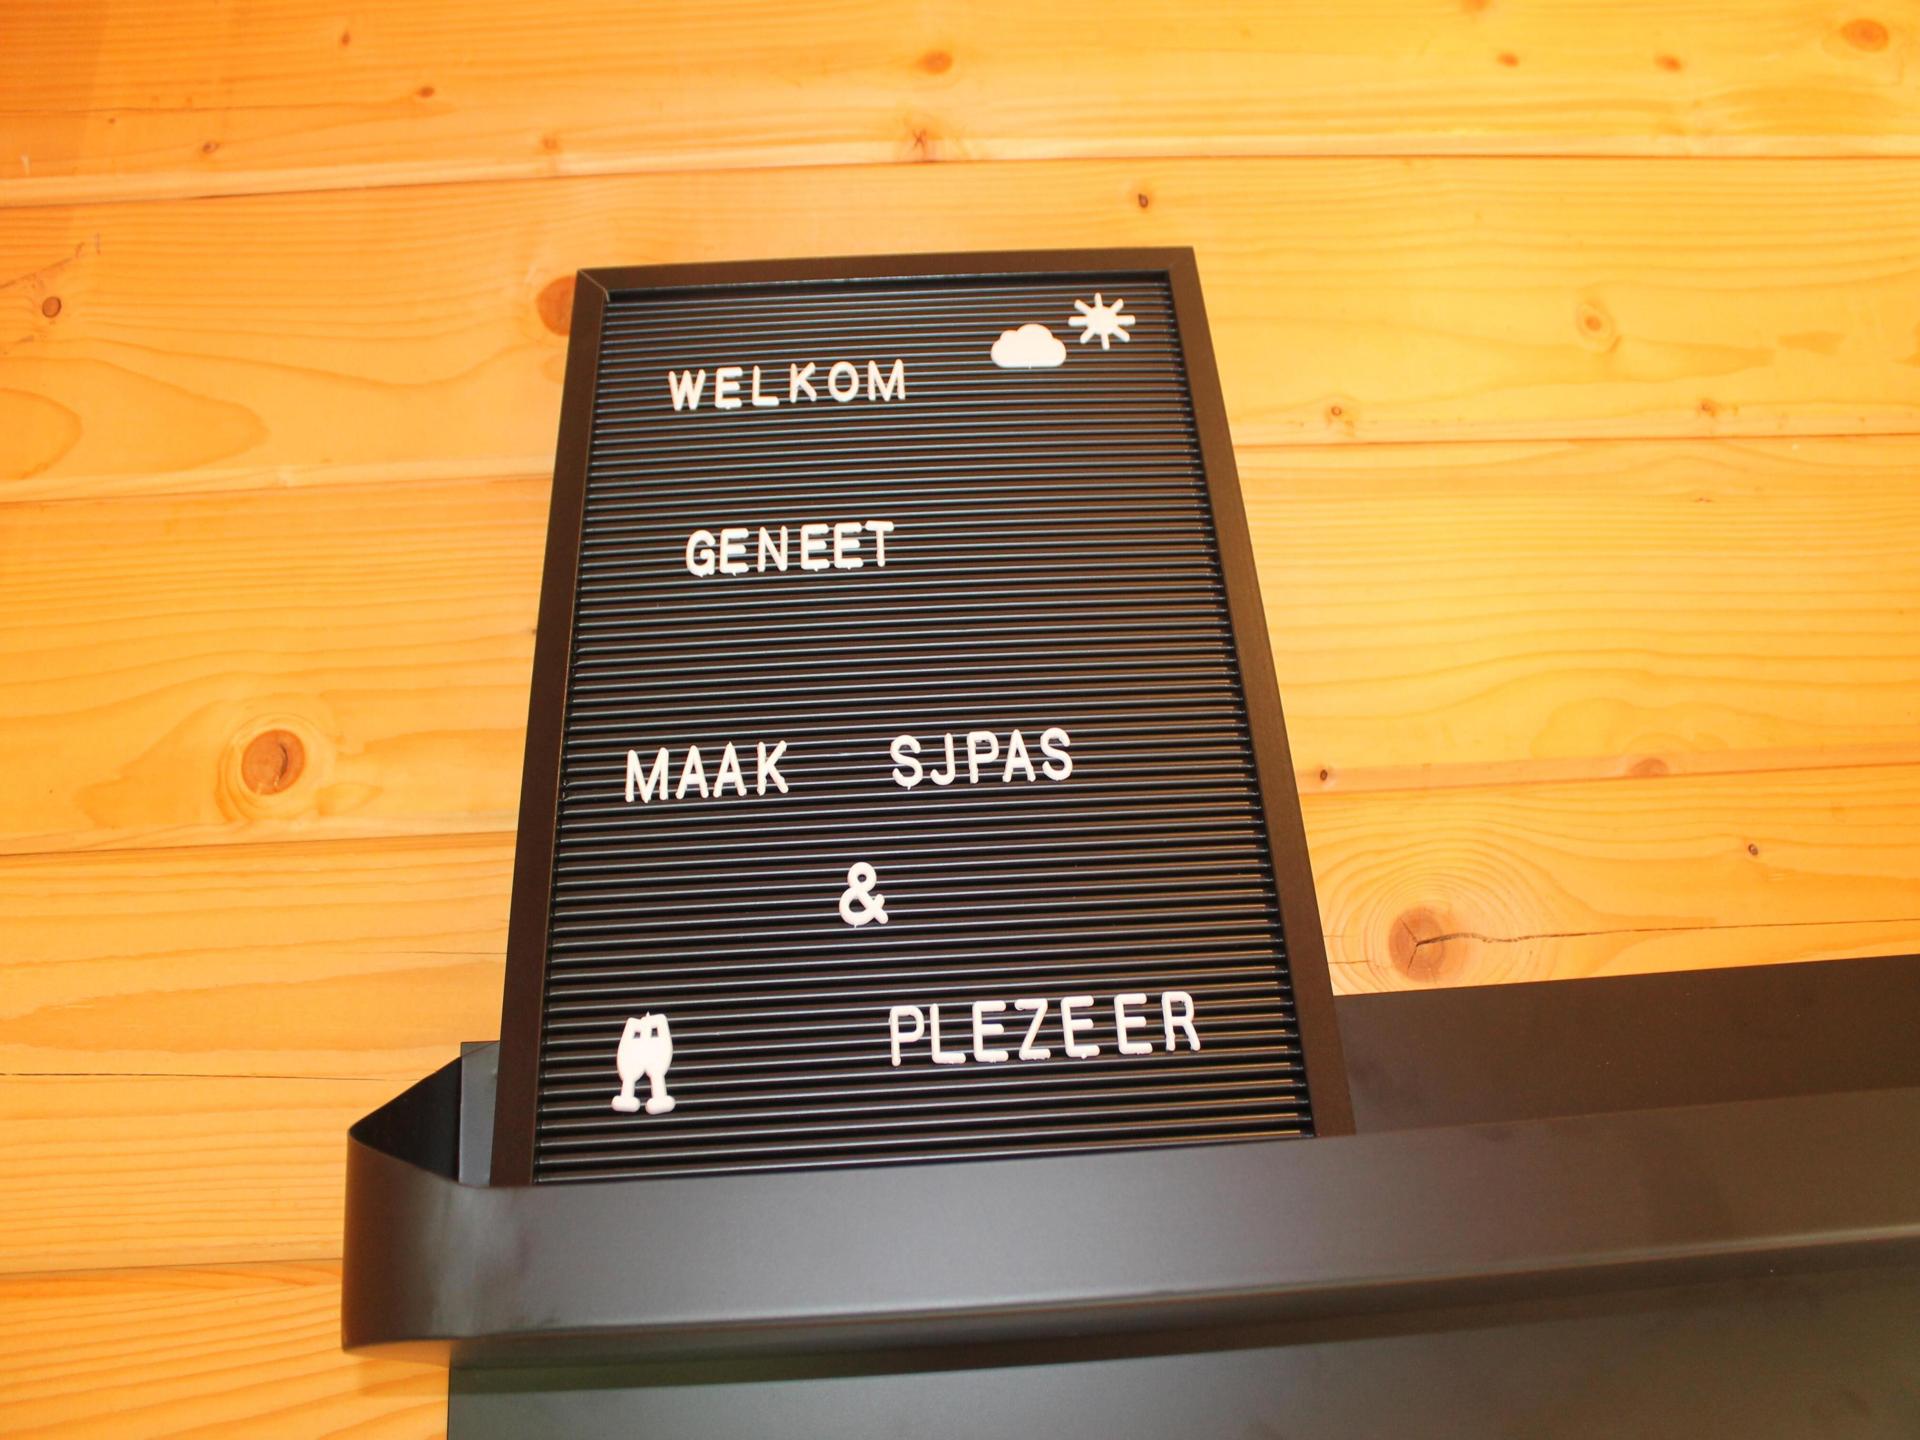 WELKOM
GENEET
MAAK SJPAS
&
PLEZEER